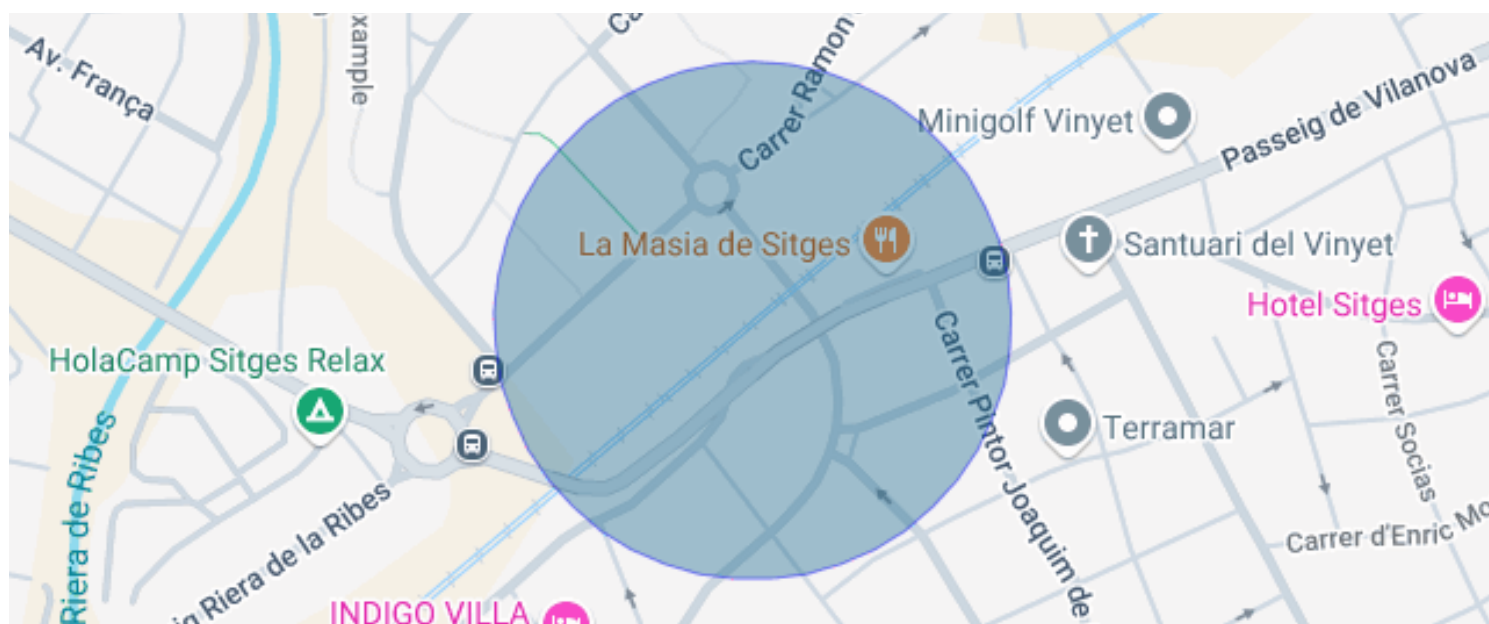 Av. França
example
Ca
Carrer Ramon
Minigolf Vinyet
Passeig de Vilanova
La Masia de Sitges
Santuari del Vinyet
Hotel Sitges
HolaCamp Sitges Relax
Carrer Pintor Joaquim de
Terramar
Carrer Socias
Riera de Ribes
Riera de la Ribes
Carrer d'Enric Mo
INDIGO VILLA